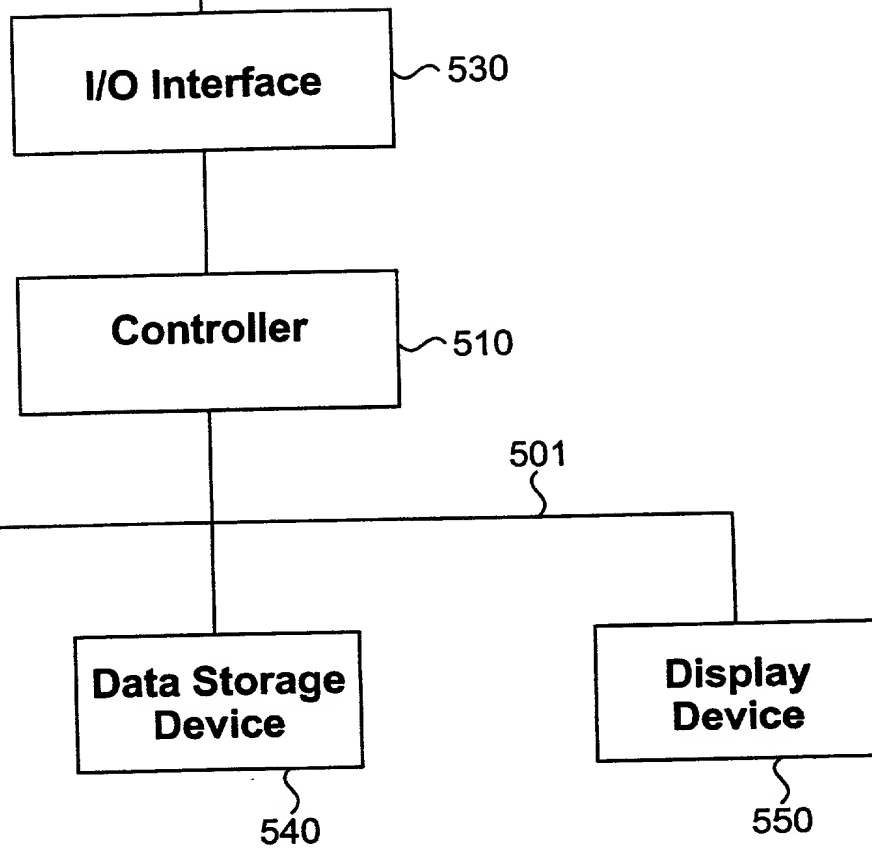 I/O Interface
530
Controller
510
501
Data Storage
Device
540
Display
Device
550